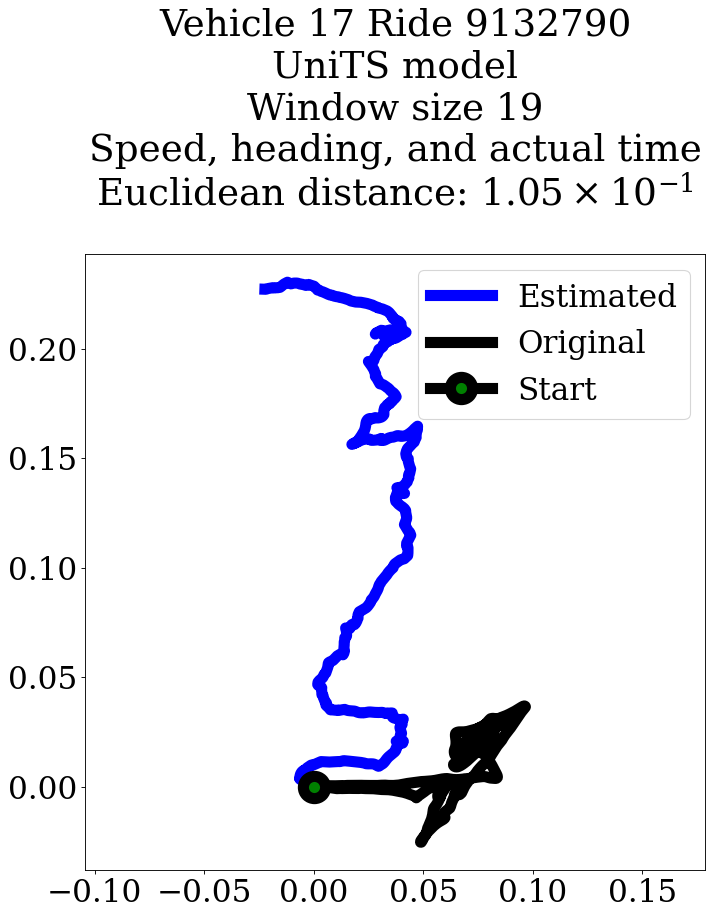 Vehicle 17 Ride 9132790
UniTS model
Window size 19
Speed, heading, and actual time
Euclidean distance: 1.05 × 10⁻¹
Estimated
Original
Start
0.20
0.15
0.10
0.05
0.00
−0.10 −0.05 0.00 0.05 0.10 0.15